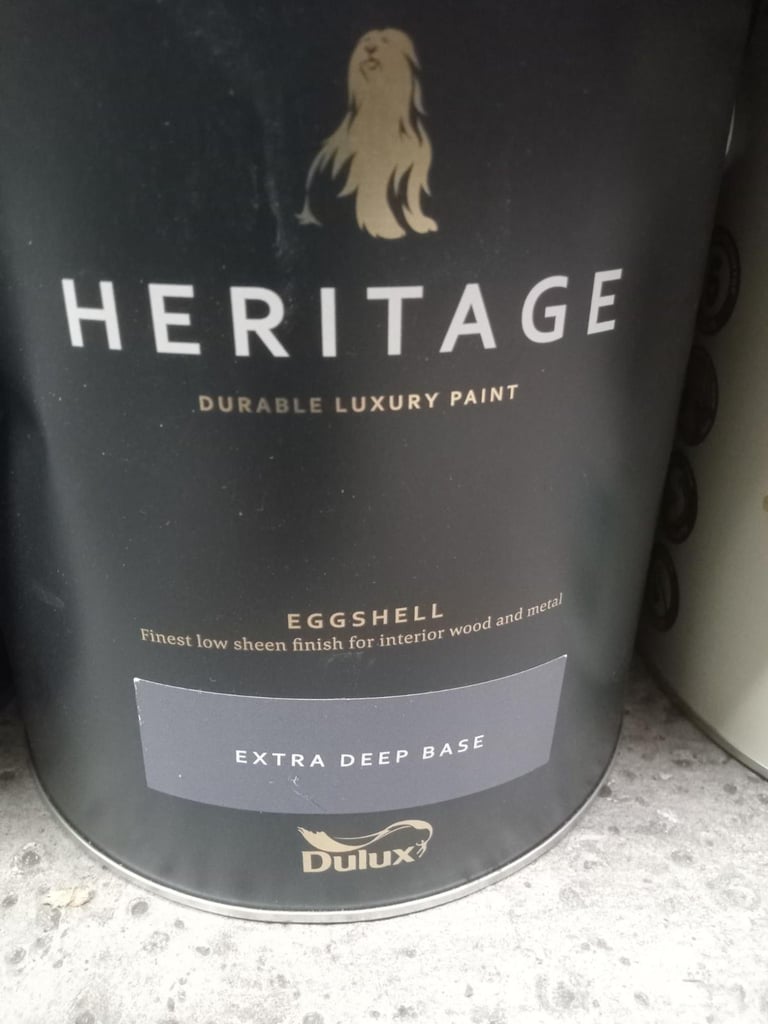 HERITAGE
DURABLE LUXURY PAINT
EGGSHELL
Finest low sheen finish for interior wood and metal
EXTRA DEEP BASE
Dulux